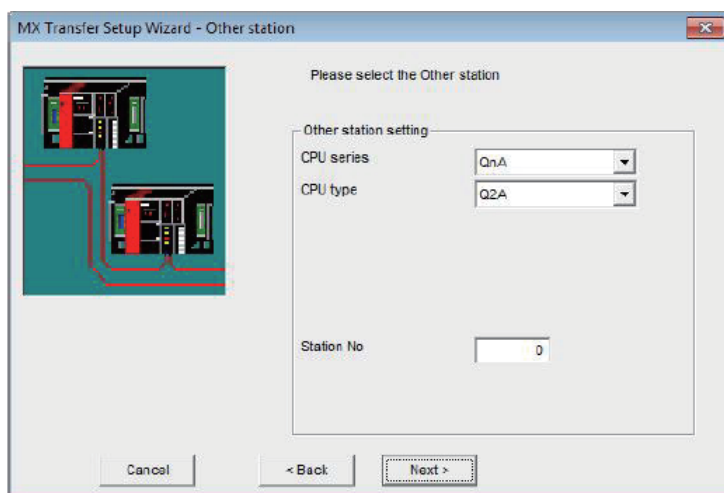 MX Transfer Setup Wizard - Other station
Please select the Other station
Other station setting
CPU series
QnA
CPU type
Q2A
Station No
0
Cancel
< Back
Next >